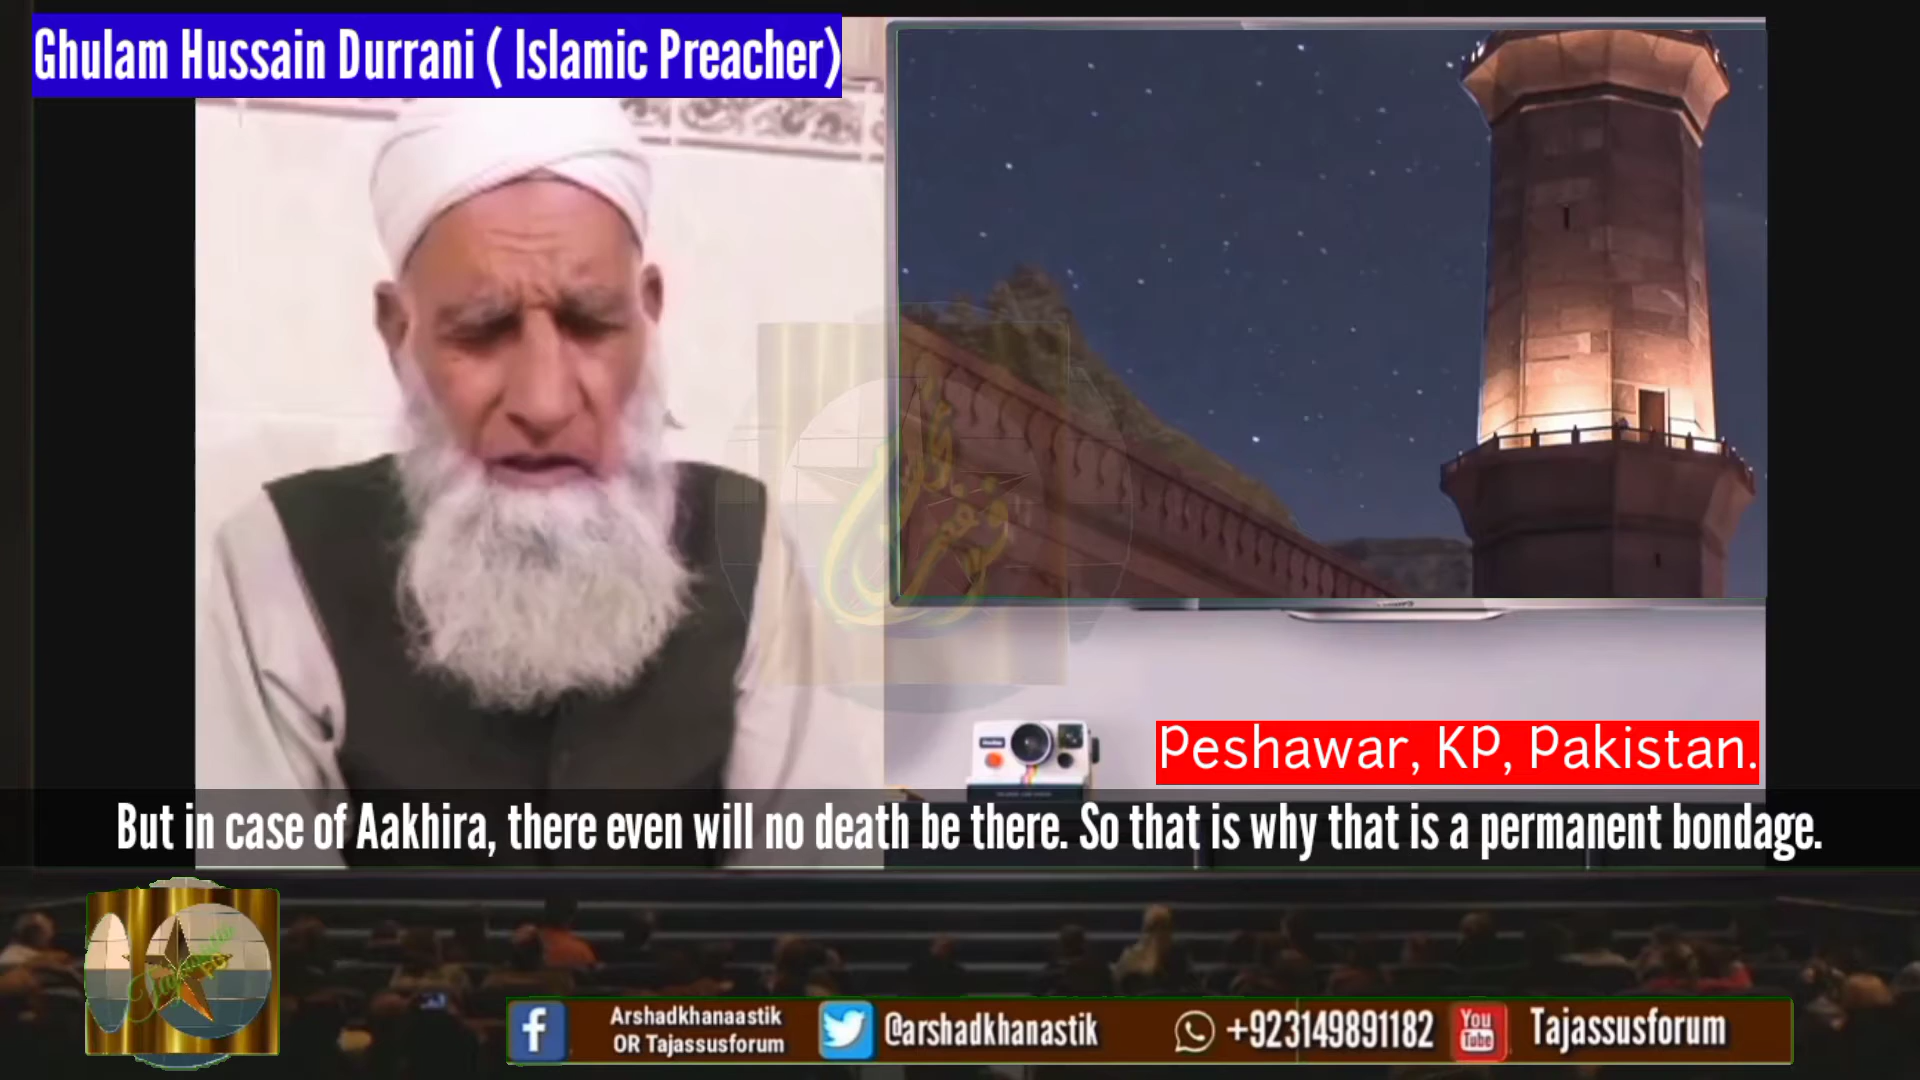 Ghulam Hussain Durrani ( Islamic Preacher)
Peshawar, KP, Pakistan.
But in case of Aakhira, there even will no death be there. So that is why that is a permanent bondage.
Arshadkhanaastik
OR Tajassusforum
@arshadkhanastik
+923149891182
You
Tube
Tajassusforum